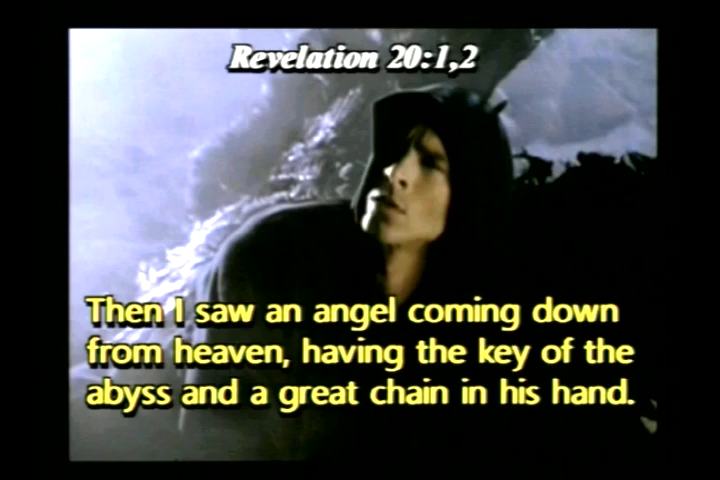 Revelation 20:1,2
Then I saw an angel coming down
from heaven, having the key of the
abyss and a great chain in his hand.